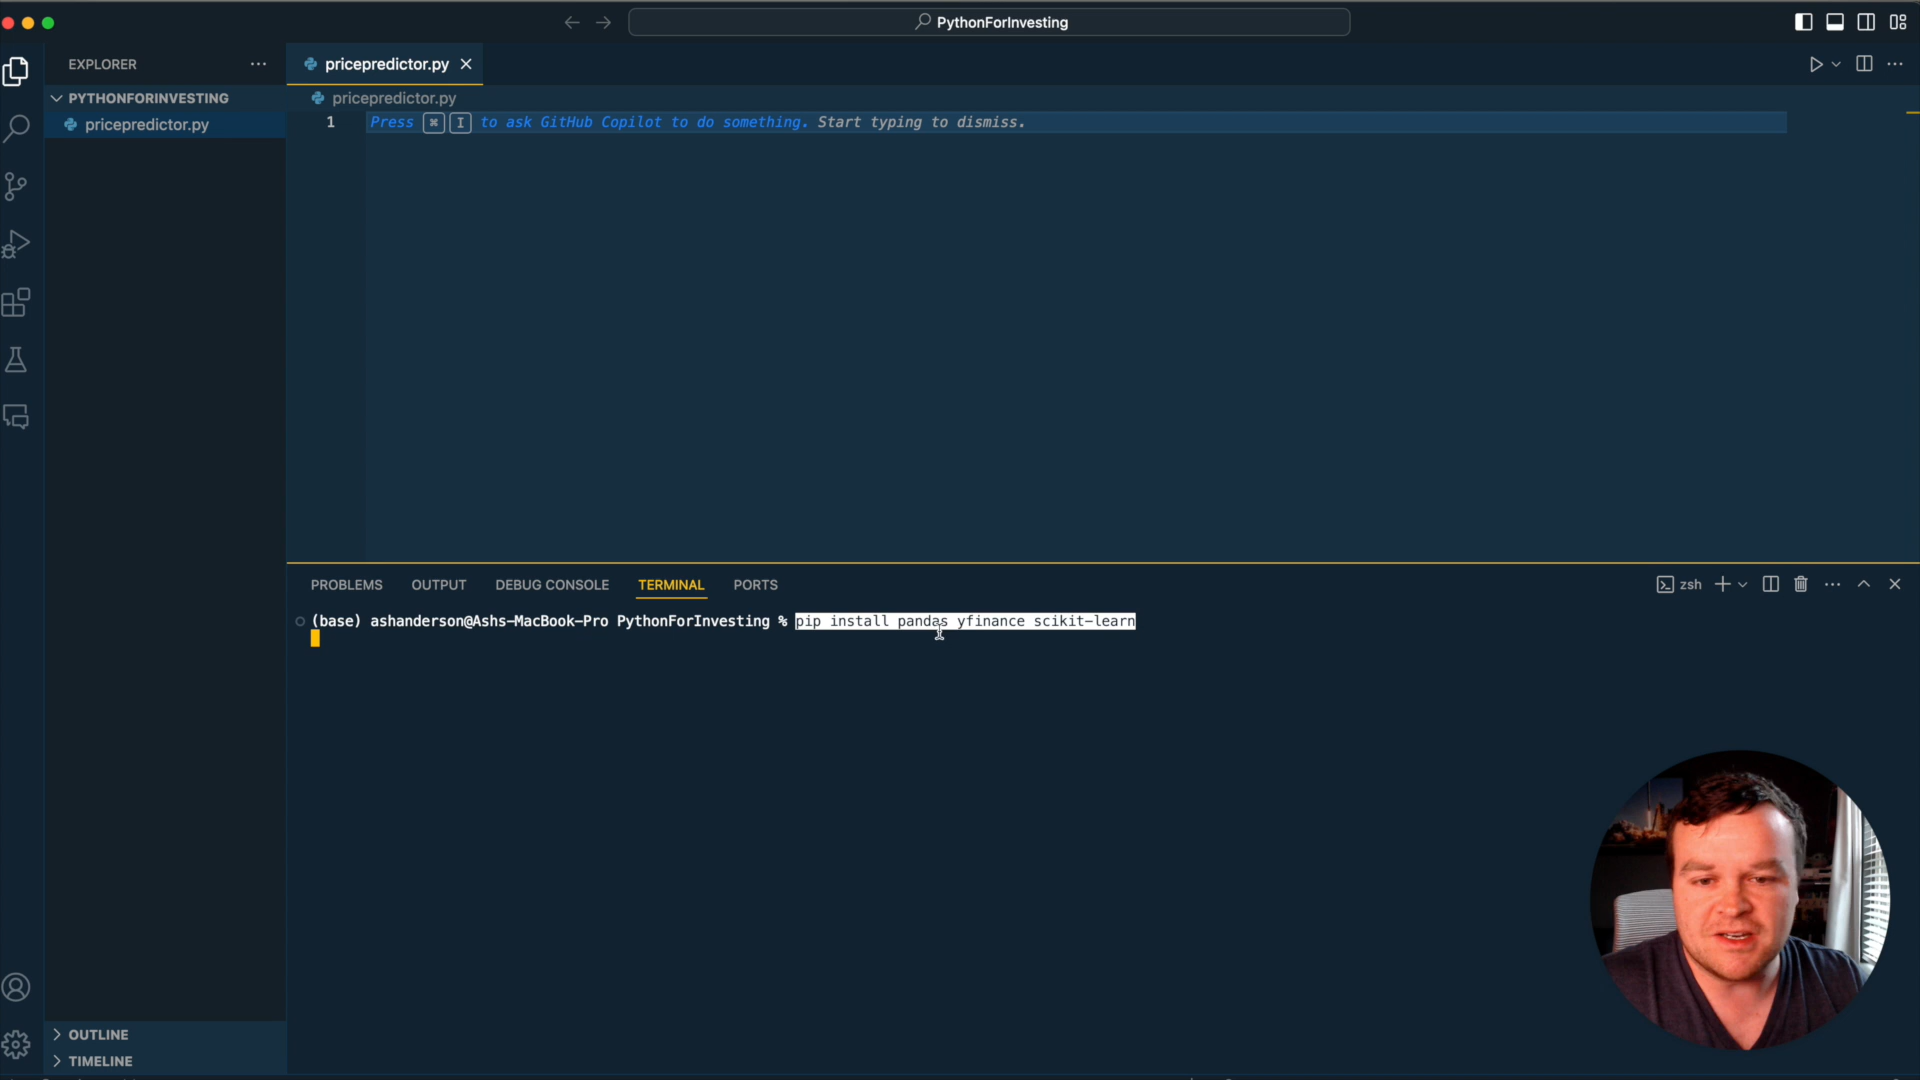 PythonForInvesting
EXPLORER
pricepredictor.py
PYTHONFORINVESTING
pricepredictor.py
pricepredictor.py
1
Press ⌘ I to ask GitHub Copilot to do something. Start typing to dismiss.
PROBLEMS OUTPUT DEBUG CONSOLE TERMINAL PORTS
zsh
(base) ashanderson@Ashs-MacBook-Pro PythonForInvesting % pip install pandas yfinance scikit-learn
OUTLINE
TIMELINE